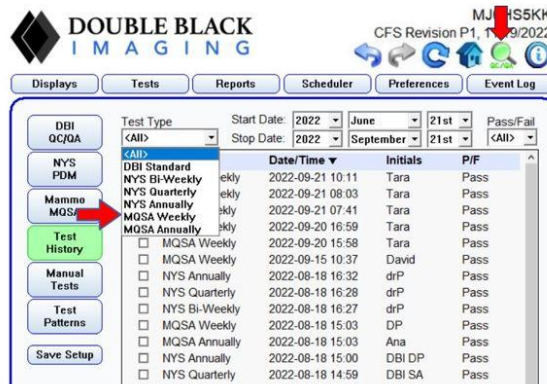 DOUBLE BLACK
IMAGING
CFS Revision P1,
QC/QA
Displays Tests Reports Scheduler Preferences Event Log
DBI QC/QA
NYS PDM
Mammo
Test History
Manual Tests
Test Patterns
Save Setup
Test Type Start Date: 2022 June 21st Pass/Fail
<All> Stop Date: 2022 September 21st <All>
<All>
DBI Standard
NYS Bi-Weekly
NYS Quarterly
NYS Annually
MQSA Weekly
MQSA Annually
Date/Time Initials P/F
ekly 2022-09-21 10:11 Tara Pass
ekly 2022-09-21 08:03 Tara Pass
ekly 2022-09-21 07:41 Tara Pass
ekly 2022-09-20 16:59 Tara Pass
MQSA Weekly 2022-09-20 15:58 Tara Pass
MQSA Weekly 2022-09-15 10:37 David Pass
NYS Annually 2022-08-18 16:32 drP Pass
NYS Quarterly 2022-08-18 16:28 drP Pass
NYS Bi-Weekly 2022-08-18 16:27 drP Pass
MQSA Weekly 2022-08-18 15:03 DP Pass
MQSA Annually 2022-08-18 15:03 Ana Pass
NYS Annually 2022-08-18 15:00 DBI DP Pass
NYS Quarterly 2022-08-18 14:59 DBI SA Pass